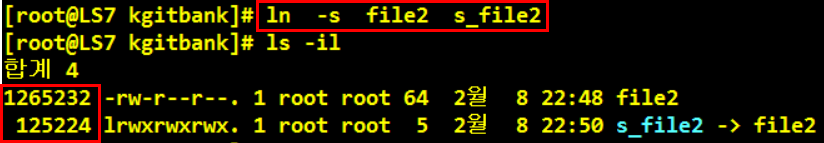 [root@LS7 kgitbank]# ln -s file2 s_file2
[root@LS7 kgitbank]# ls -il
합계 4
1265232 -rw-r--r--. 1 root root 64 2월 8 22:48 file2
125224 lrwxrwxrwx. 1 root root 5 2월 8 22:50 s_file2 -> file2